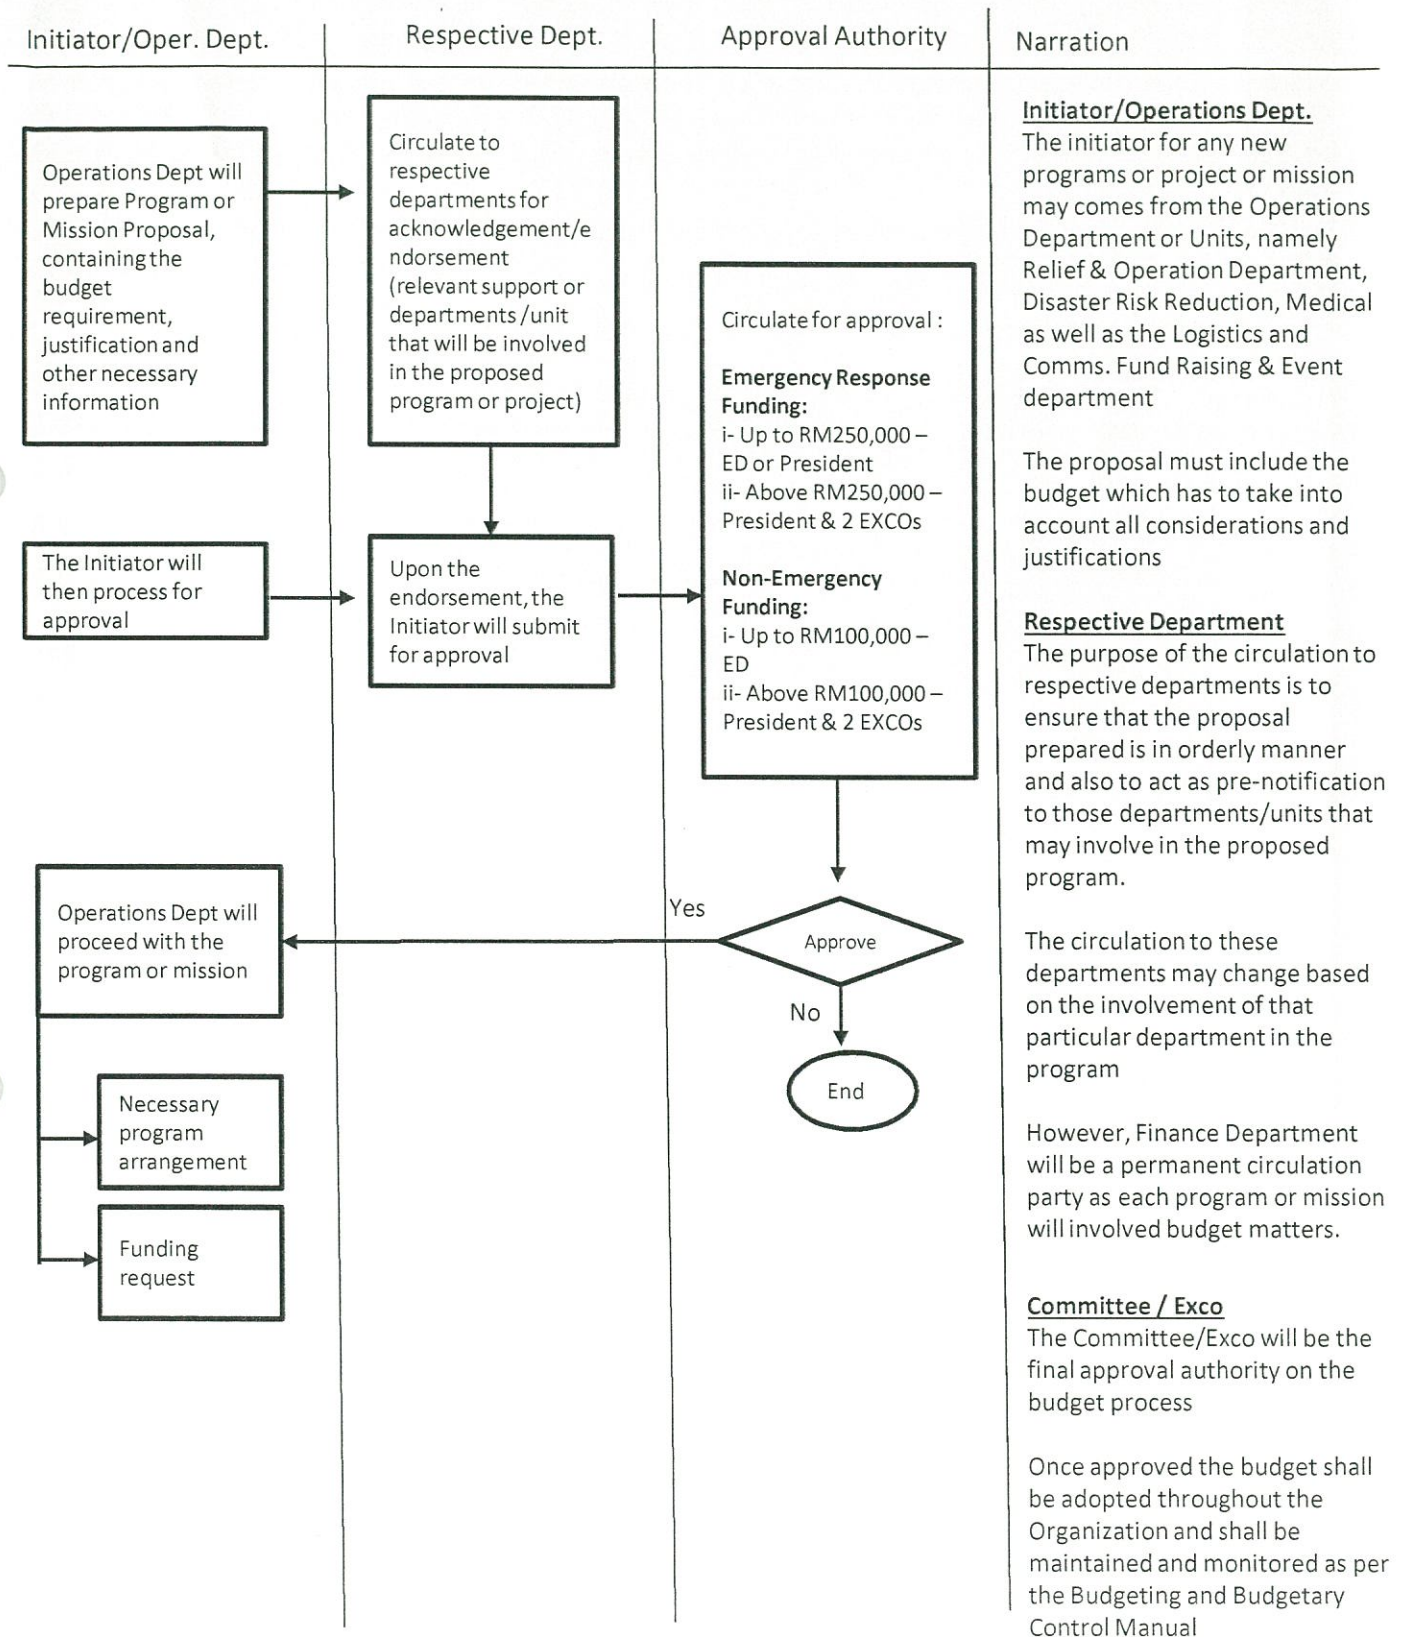 Initiator/Oper. Dept.
Respective Dept.
Approval Authority
Narration
Operations Dept will
prepare Program or
Mission Proposal,
containing the
budget
requirement,
justification and
other necessary
information
Circulate to
respective
departments for
acknowledgement/e
ndorsement
(relevant support or
departments /unit
that will be involved
in the proposed
program or project)
The Initiator will
then process for
approval
Upon the
endorsement, the
Initiator will submit
for approval
Circulate for approval :
Emergency Response
Funding:
i- Up to RM250,000 –
ED or President
ii- Above RM250,000 –
President & 2 EXCOs
Non-Emergency
Funding:
i- Up to RM100,000 –
ED
ii- Above RM100,000 –
President & 2 EXCOs
Approve
Yes
No
End
Operations Dept will
proceed with the
program or mission
Necessary
program
arrangement
Funding
request
Initiator/Operations Dept.
The initiator for any new
programs or project or mission
may comes from the Operations
Department or Units, namely
Relief & Operation Department,
Disaster Risk Reduction, Medical
as well as the Logistics and
Comms. Fund Raising & Event
department
The proposal must include the
budget which has to take into
account all considerations and
justifications
Respective Department
The purpose of the circulation to
respective departments is to
ensure that the proposal
prepared is in orderly manner
and also to act as pre-notification
to those departments/units that
may involve in the proposed
program.
The circulation to these
departments may change based
on the involvement of that
particular department in the
program
However, Finance Department
will be a permanent circulation
party as each program or mission
will involved budget matters.
Committee / Exco
The Committee/Exco will be the
final approval authority on the
budget process
Once approved the budget shall
be adopted throughout the
Organization and shall be
maintained and monitored as per
the Budgeting and Budgetary
Control Manual